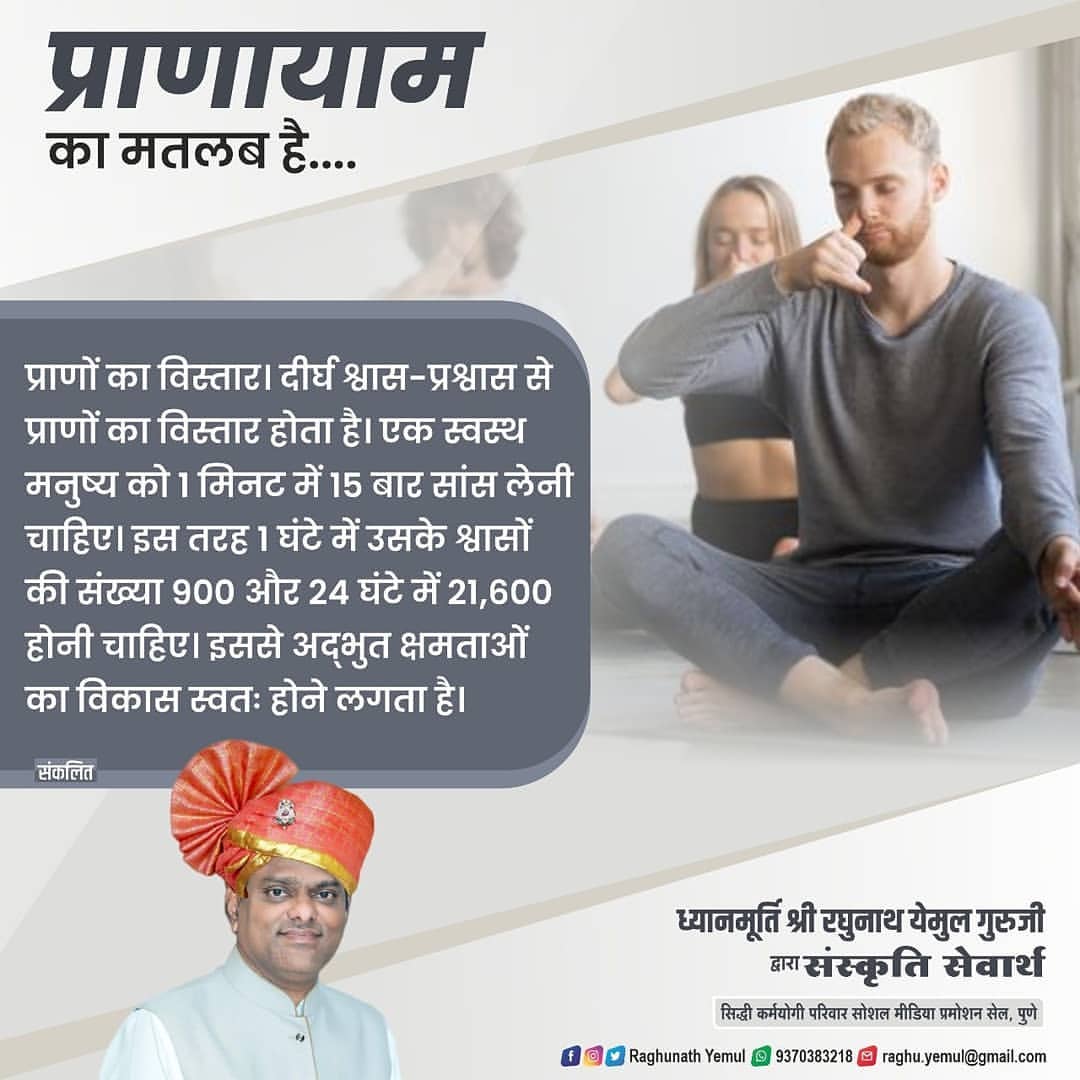 प्राणायाम
का मतलब है....
प्राणों का विस्तार। दीर्घ श्वास-प्रश्वास से
प्राणों का विस्तार होता है। एक स्वस्थ
मनुष्य को 1 मिनट में 15 बार सांस लेनी
चाहिए। इस तरह 1 घंटे में उसके श्वासों
की संख्या 900 और 24 घंटे में 21,600
होनी चाहिए। इससे अद्‌भुत क्षमताओं
का विकास स्वतः होने लगता है।
संकलित
ध्यानमूर्ति श्री रघुनाथ येमुल गुरुजी
द्वारा संस्कृति सेवार्थ
सिद्धी कर्मयोगी परिवार सोशल मीडिया प्रमोशन सेल, पुणे
Raghunath Yemul 9370383218 raghu.yemul@gmail.com